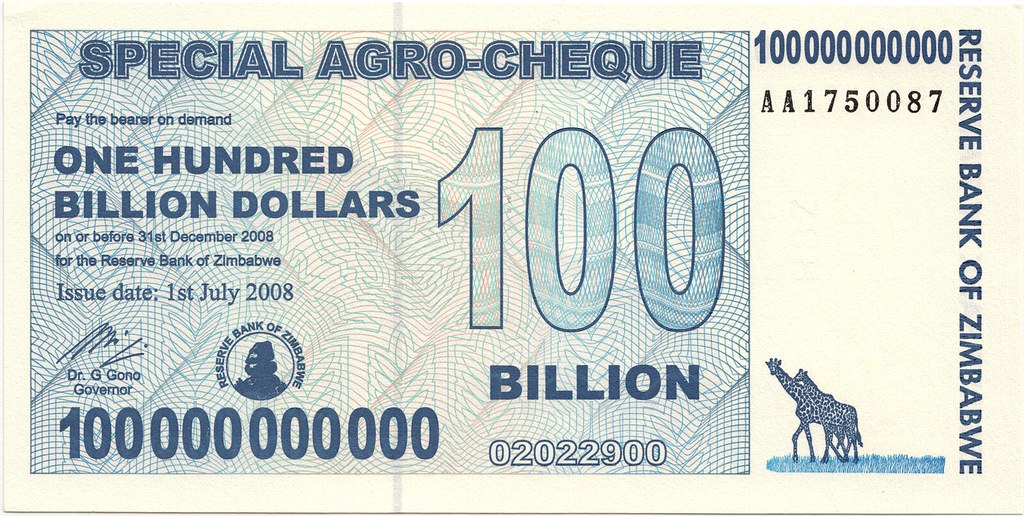 SPECIAL AGRO-CHEQUE
100000000000
AA1750087
Pay the bearer on demand
ONE HUNDRED
BILLION DOLLARS
on or before 31st December 2008
for the Reserve Bank of Zimbabwe
Issue date: 1st July 2008
100
BILLION
Dr. G Gono
Governor
RESERVE BANK OF ZIMBABWE
100000000000
02022900
RESERVE BANK OF ZIMBABWE